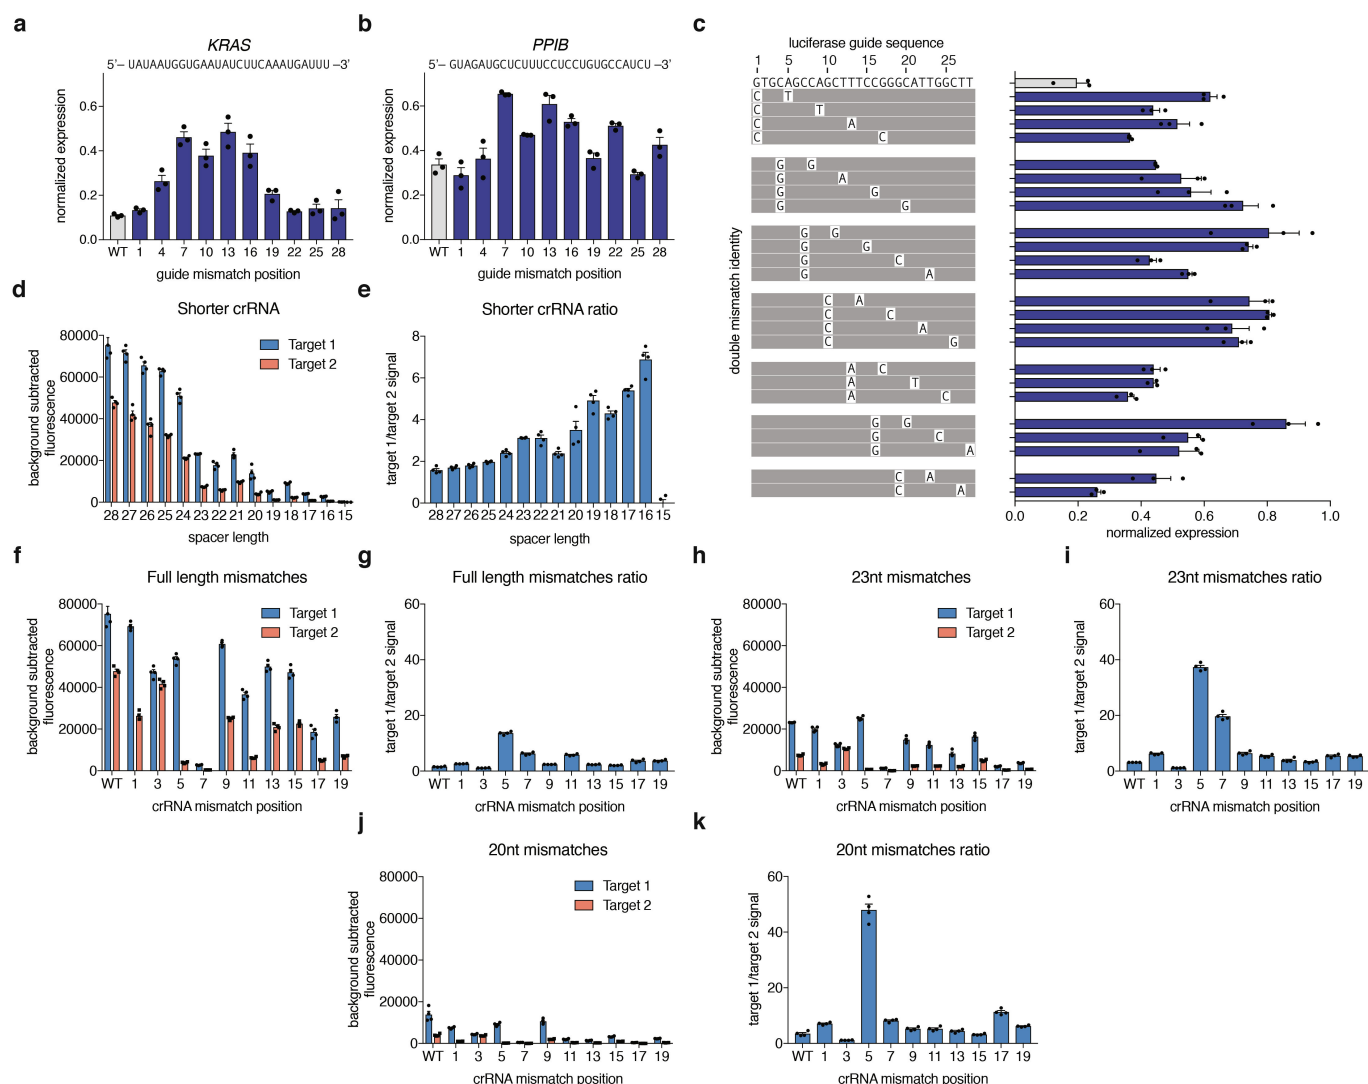 a
KRAS
5'– UAUAAUGGUGAAUAUCUUCAAAUGAUUU –3'
normalized expression
0.6
0.4
0.2
0.0
WT 1 4 7 10 13 16 19 22 25 28
guide mismatch position
b
PPIB
5'– GUAGAUGCUCUUUCCUCCUGUGCCAUCU –3'
normalized expression
0.6
0.4
0.2
0.0
WT 1 4 7 10 13 16 19 22 25 28
guide mismatch position
c
luciferase guide sequence
1 5 10 15 20 25
GTGCAGCCAGCTTTCCGGGCATTGGCTT
C T
C T
C A
C C
G G
G A
G G
G A
G G
G G
G C
G A
C A
C C
C A
C G
A C
A T
A C
G G
G C
G A
C A
C A
double mismatch identity
0.0 0.2 0.4 0.6 0.8 1.0
normalized expression
d
Shorter crRNA
Target 1
Target 2
background subtracted
fluorescence
80000
60000
40000
20000
0
28 27 26 25 24 23 22 21 20 19 18 17 16 15
spacer length
e
Shorter crRNA ratio
target 1/target 2 signal
8
6
4
2
0
28 27 26 25 24 23 22 21 20 19 18 17 16 15
spacer length
f
Full length mismatches
Target 1
Target 2
background subtracted
fluorescence
80000
60000
40000
20000
0
WT 1 3 5 7 9 11 13 15 17 19
crRNA mismatch position
g
Full length mismatches ratio
target 1/target 2 signal
60
40
20
0
WT 1 3 5 7 9 11 13 15 17 19
crRNA mismatch position
h
23nt mismatches
Target 1
Target 2
background subtracted
fluorescence
80000
60000
40000
20000
0
WT 1 3 5 7 9 11 13 15 17 19
crRNA mismatch position
i
23nt mismatches ratio
target 1/target 2 signal
60
40
20
0
WT 1 3 5 7 9 11 13 15 17 19
crRNA mismatch position
j
20nt mismatches
Target 1
Target 2
background subtracted
fluorescence
80000
60000
40000
20000
0
WT 1 3 5 7 9 11 13 15 17 19
crRNA mismatch position
k
20nt mismatches ratio
target 1/target 2 signal
60
40
20
0
WT 1 3 5 7 9 11 13 15 17 19
crRNA mismatch position